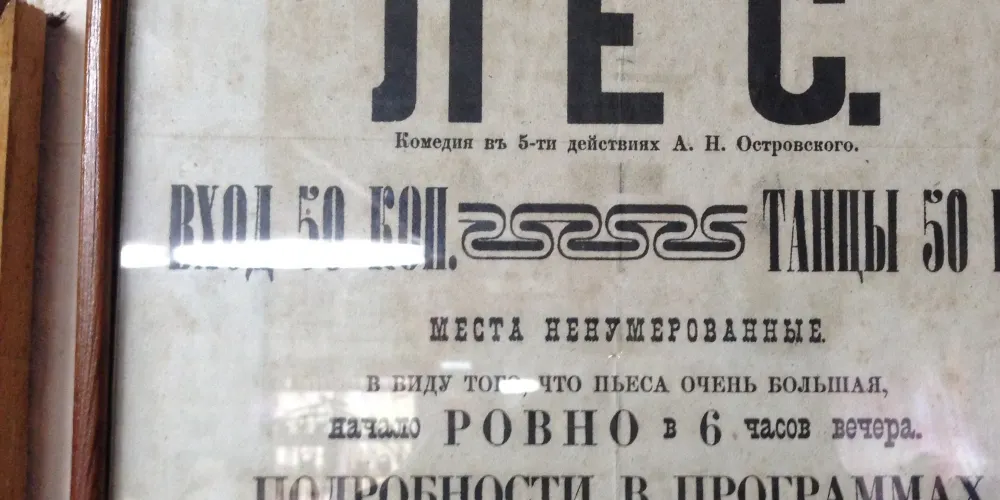 ЛЕС.
Комедия въ 5-ти действиях А. Н. Островского.
ВХОД 50 КОП. ТАНЦЫ 50
МЕСТА НЕНУМЕРОВАННЫЕ.
В ВИДУ ТОГО, ЧТО ПЬЕСА ОЧЕНЬ БОЛЬШАЯ,
начало РОВНО в 6 часов вечера.
ПОДРОБНОСТИ В ПРОГРАММАХ